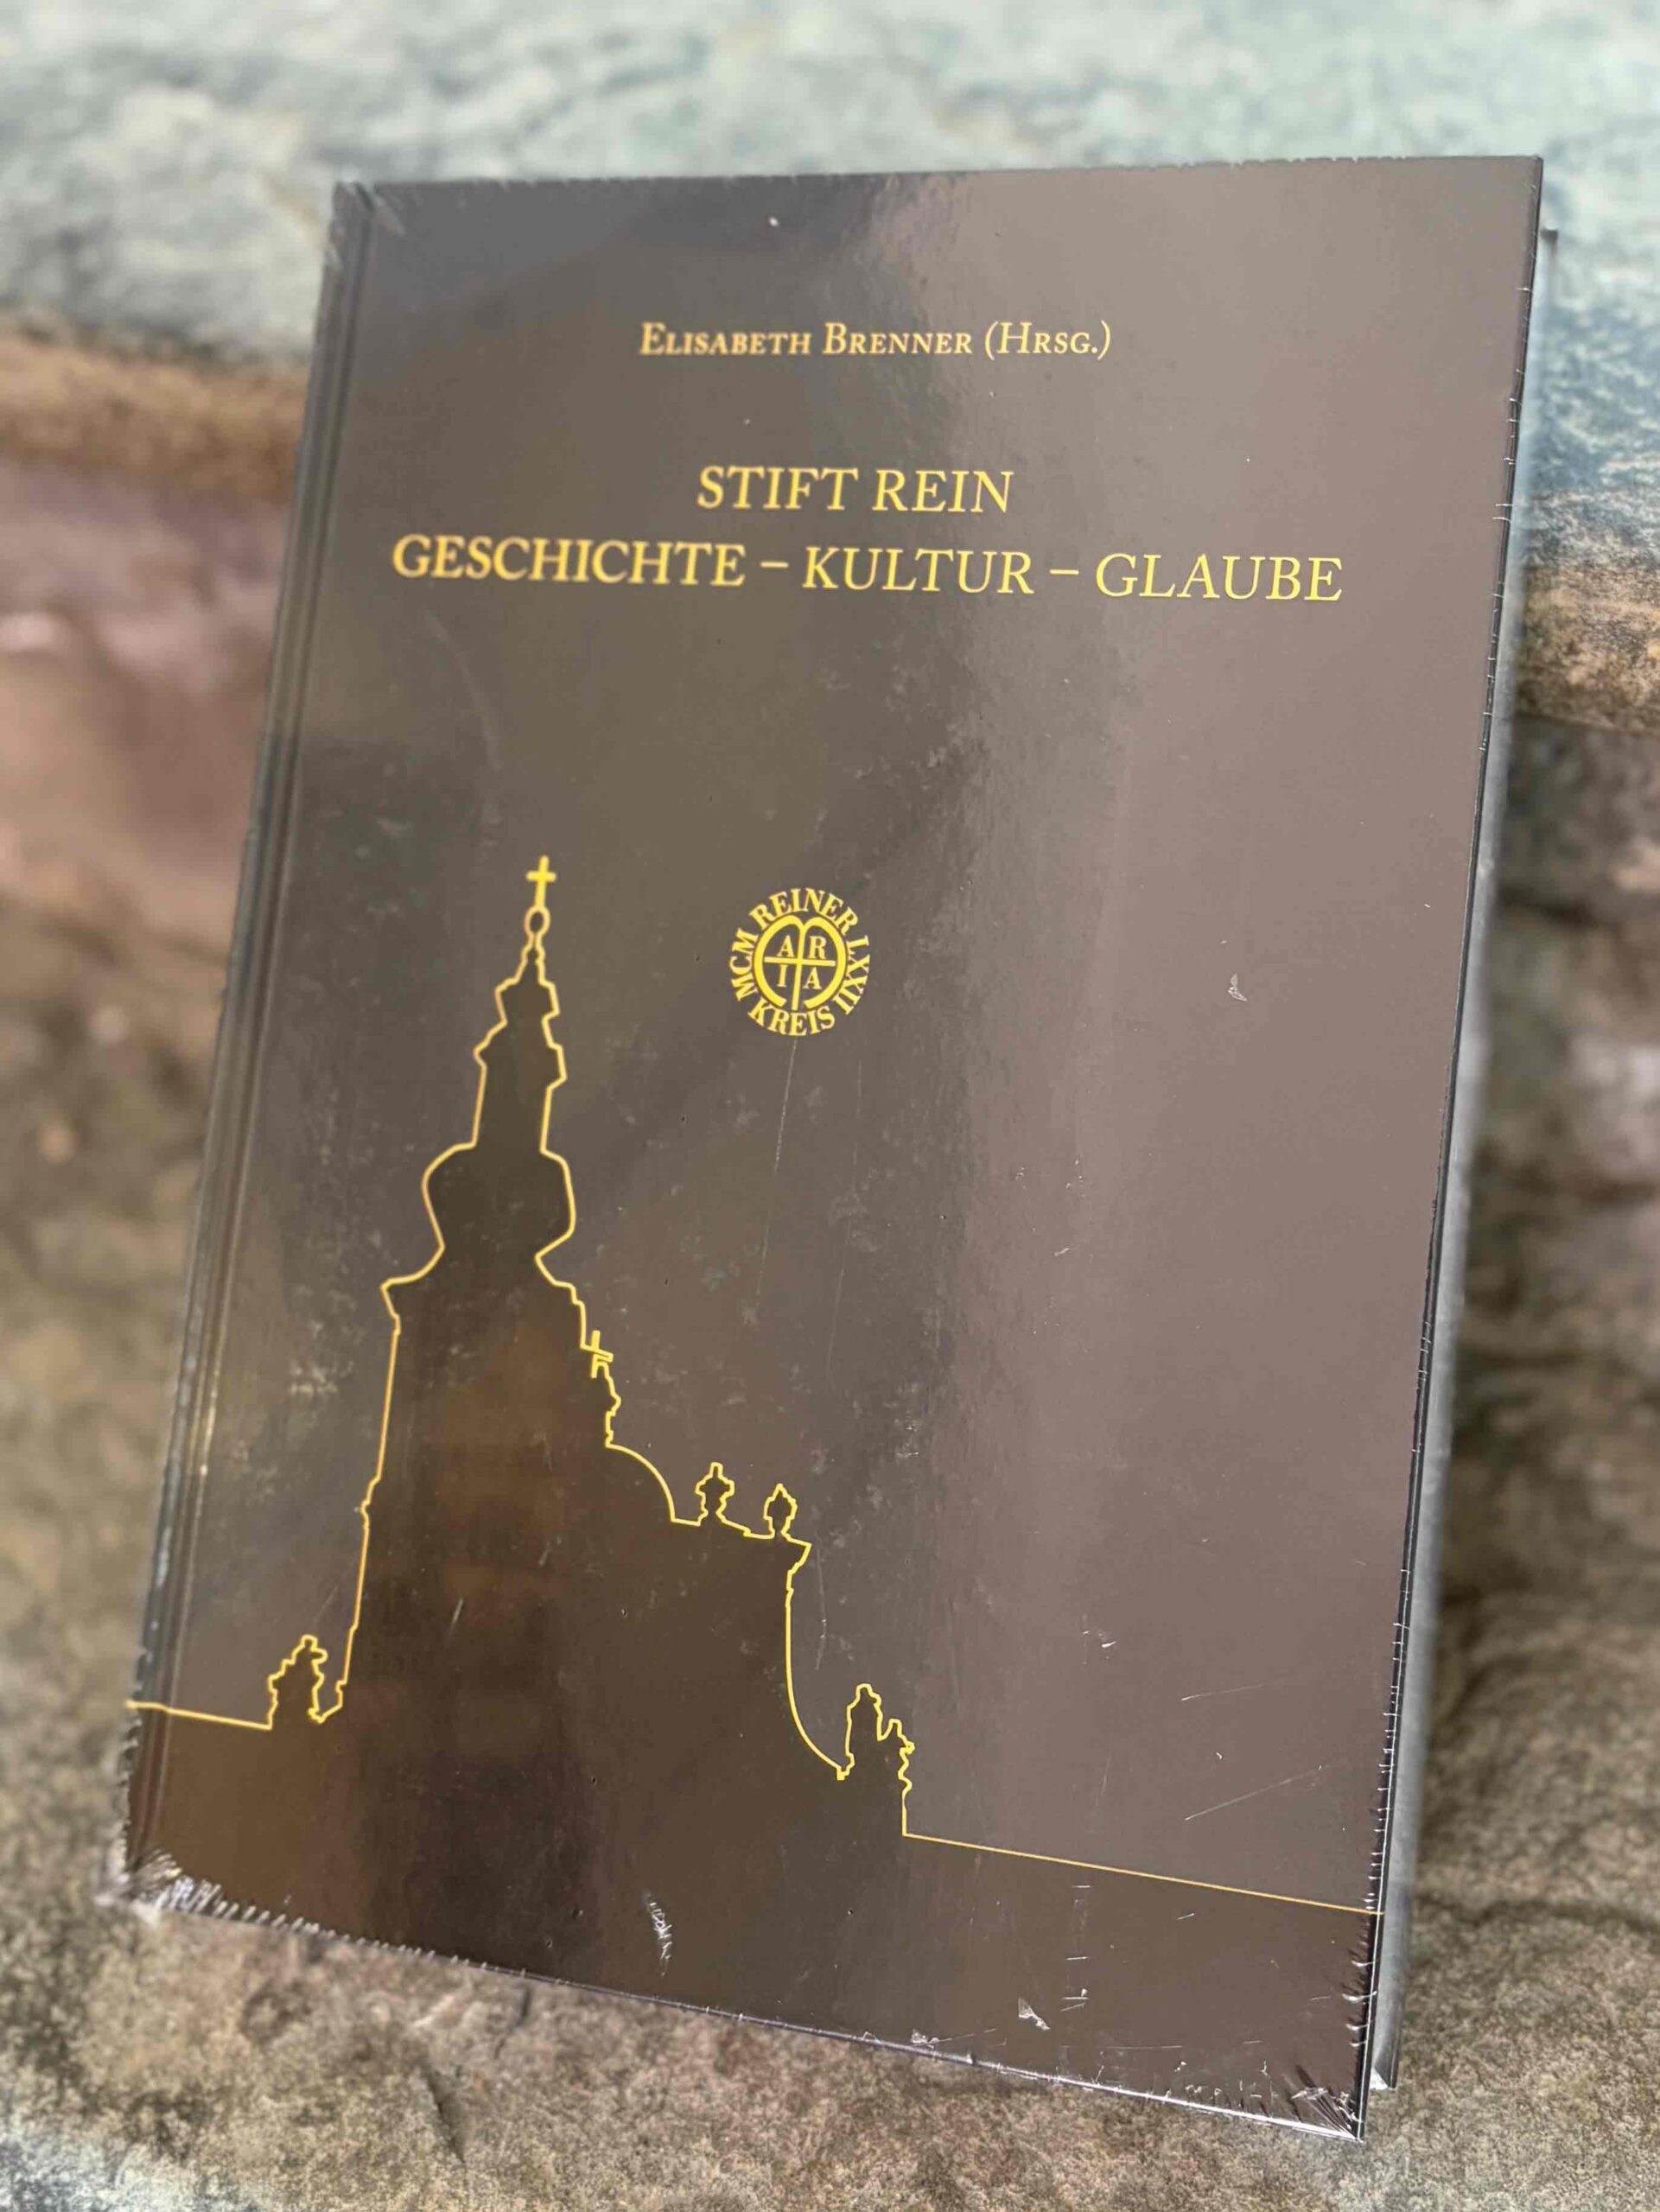 ELISABETH BRENNER (HRSG.)
STIFT REIN
GESCHICHTE – KULTUR – GLAUBE
REINER LXXII KREIS MCM
A R
I A